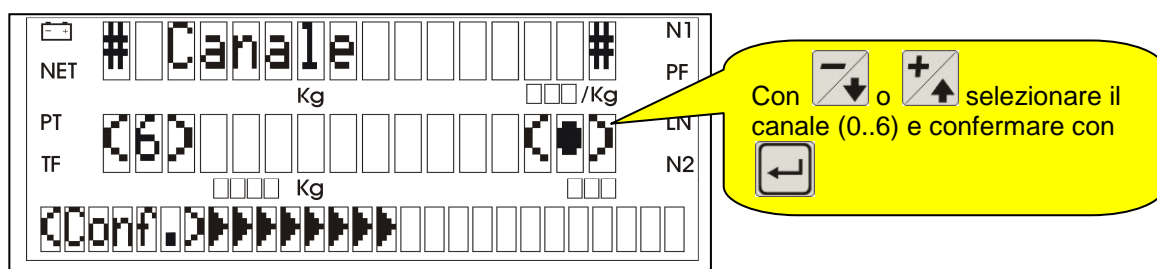 # Canale #
N1
NET
PF
Kg
□□□/Kg
PT
<6> <●>
LN
TF
N2
□□□□ Kg □□□
<Conf.>
Con o selezionare il
canale (0..6) e confermare con